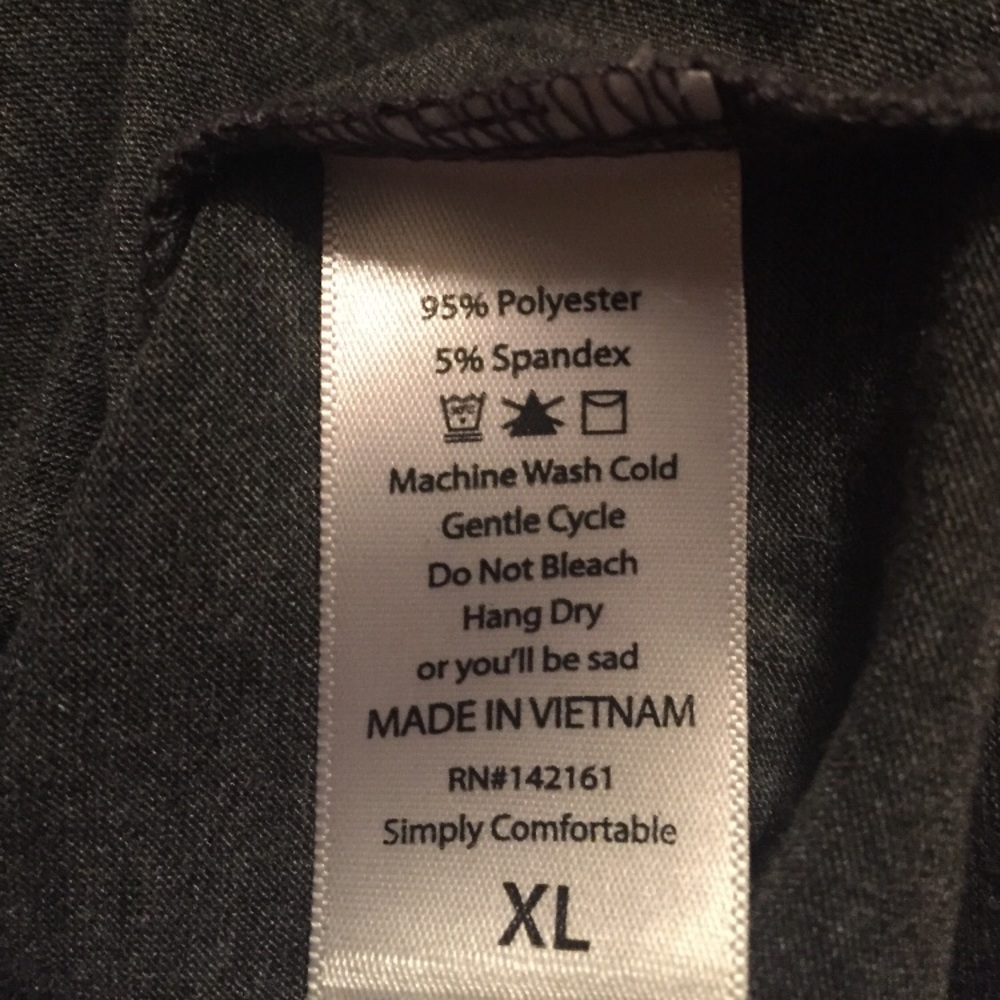 95% Polyester
5% Spandex
Machine Wash Cold
Gentle Cycle
Do Not Bleach
Hang Dry
or you'll be sad
MADE IN VIETNAM
RN#142161
Simply Comfortable
XL